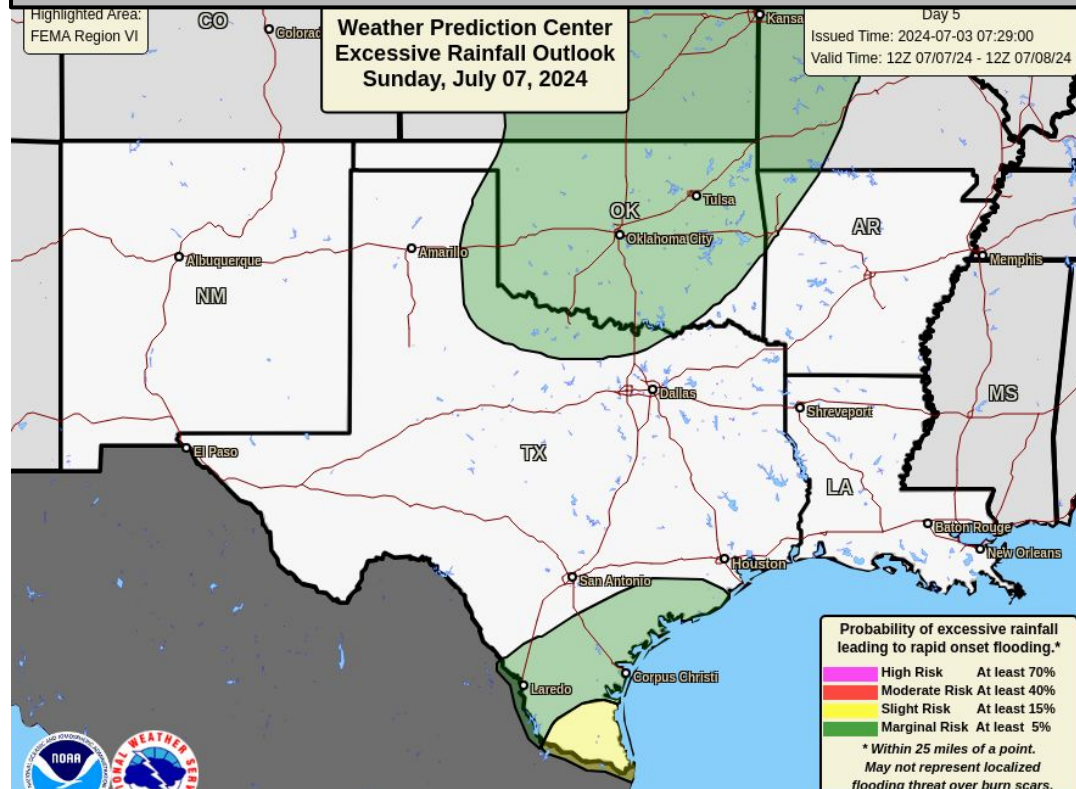 Highlighted Area:
FEMA Region VI
Weather Prediction Center
Excessive Rainfall Outlook
Sunday, July 07, 2024
Day 5
Issued Time: 2024-07-03 07:29:00
Valid Time: 12Z 07/07/24 - 12Z 07/08/24
CO
Colorad
Kansa
Tulsa
OK
Oklahoma City
AR
Albuquerque
Amarillo
Memphis
NM
Dallas
MS
Shreveport
El Paso
TX
LA
Baton Rouge
New Orleans
Houston
San Antonio
Corpus Christi
Laredo
Probability of excessive rainfall
leading to rapid onset flooding.*
High Risk At least 70%
Moderate Risk At least 40%
Slight Risk At least 15%
Marginal Risk At least 5%
* Within 25 miles of a point.
May not represent localized
flooding threat over burn scars.
NOAA
NAL WEATHER SERV